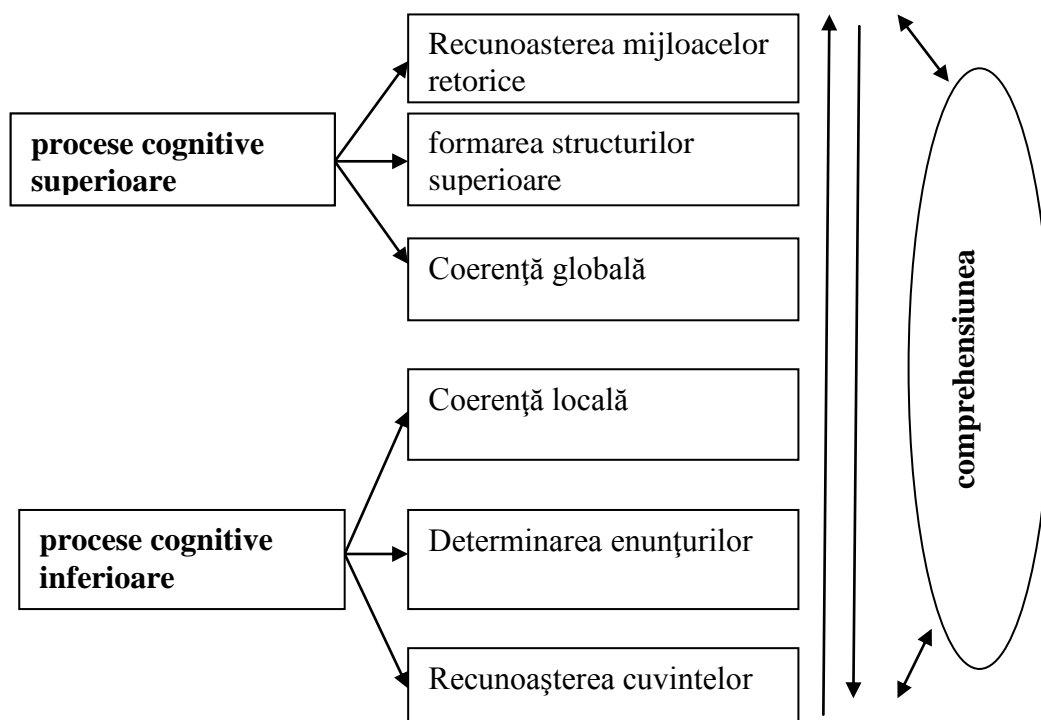 Recunoasterea mijloacelor
retorice
procese cognitive
superioare
formarea structurilor
superioare
Coerenţă globală
Coerenţă locală
procese cognitive
inferioare
Determinarea enunţurilor
Recunoaşterea cuvintelor
comprehensiunea